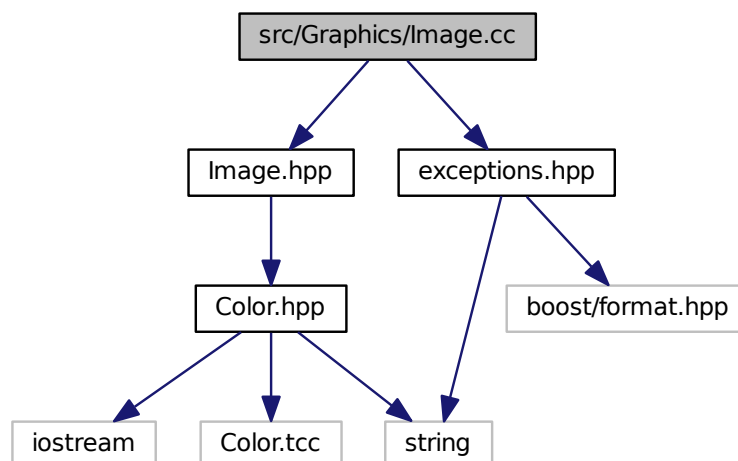 src/Graphics/Image.cc
Image.hpp
exceptions.hpp
Color.hpp
boost/format.hpp
iostream
Color.tcc
string